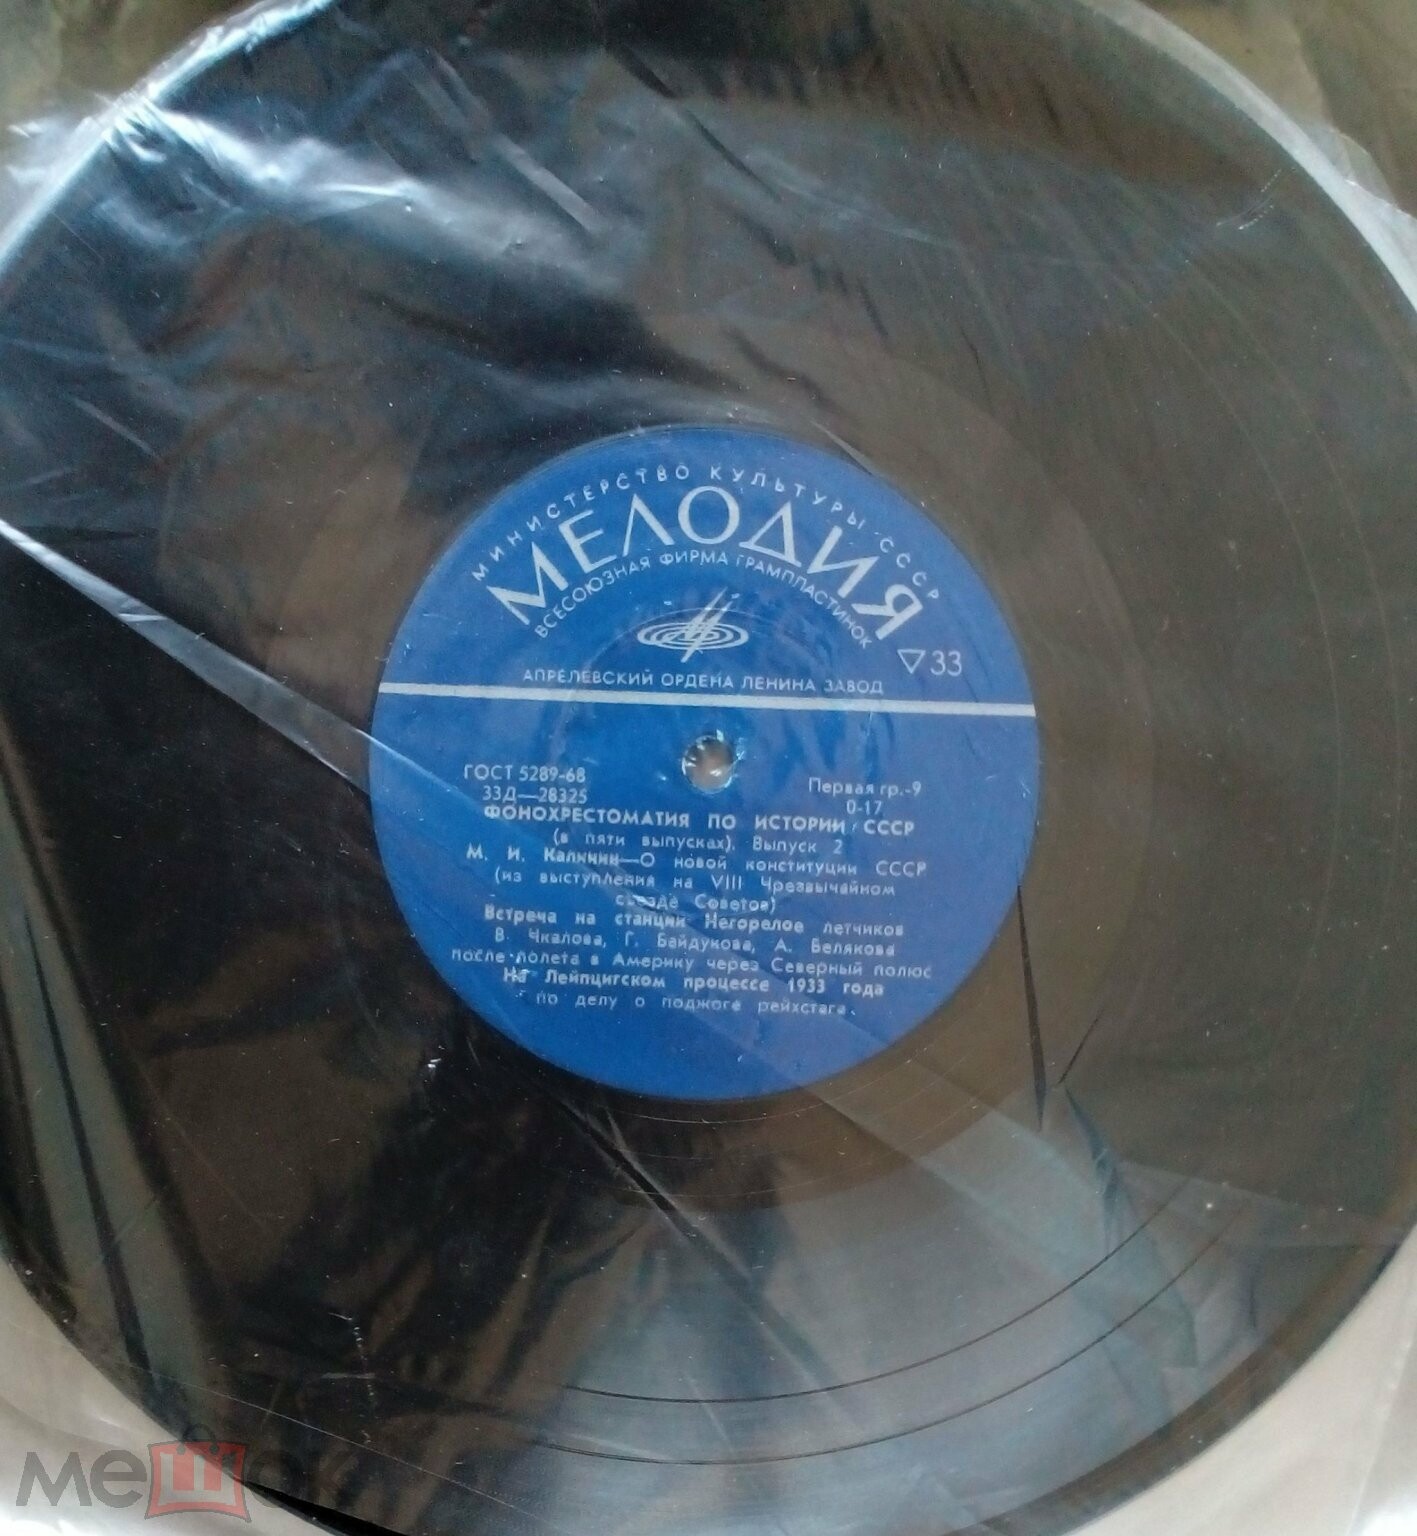 МИНИСТЕРСТВО КУЛЬТУРЫ СССР
МЕЛОДИЯ
ВСЕСОЮЗНАЯ ФИРМА ГРАМПЛАСТИНОК
▽33
АПРЕЛЕВСКИЙ ОРДЕНА ЛЕНИНА ЗАВОД
ГОСТ 5289-68
33Д—28325
Первая гр.-9
0-17
ФОНОХРЕСТОМАТИЯ ПО ИСТОРИИ СССР
(в пяти выпусках). Выпуск 2
М. И. Калинин—О новой конституции СССР
(из выступления на VIII Чрезвычайном
съезде Советов)
Встреча на станции Негорелое летчиков
В. Чкалова, Г. Байдукова, А. Белякова
после полета в Америку через Северный полюс
На Лейпцигском процессе 1933 года
по делу о поджоге рейхстага.
мешок